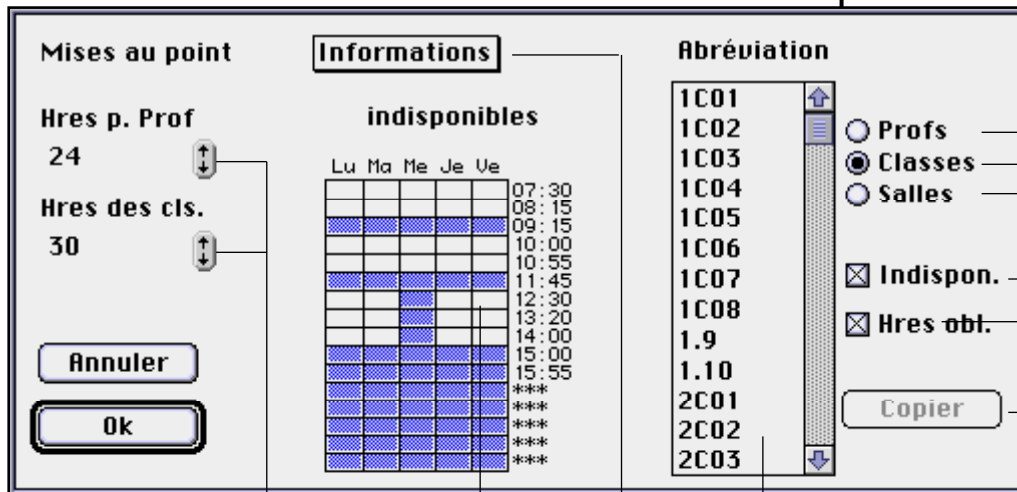 Mises au point
Informations
Abréviation
Hres p. Prof
24
Hres des cls.
30
Annuler
Ok
indisponibles
Lu Ma Me Je Ve
07:30
08:15
09:15
10:00
10:55
11:45
12:30
13:20
14:00
15:00
15:55
***
***
***
***
***
1C01
1C02
1C03
1C04
1C05
1C06
1C07
1C08
1.9
1.10
2C01
2C02
2C03
Profs
Classes
Salles
Indispon.
Hres obl.
Copier